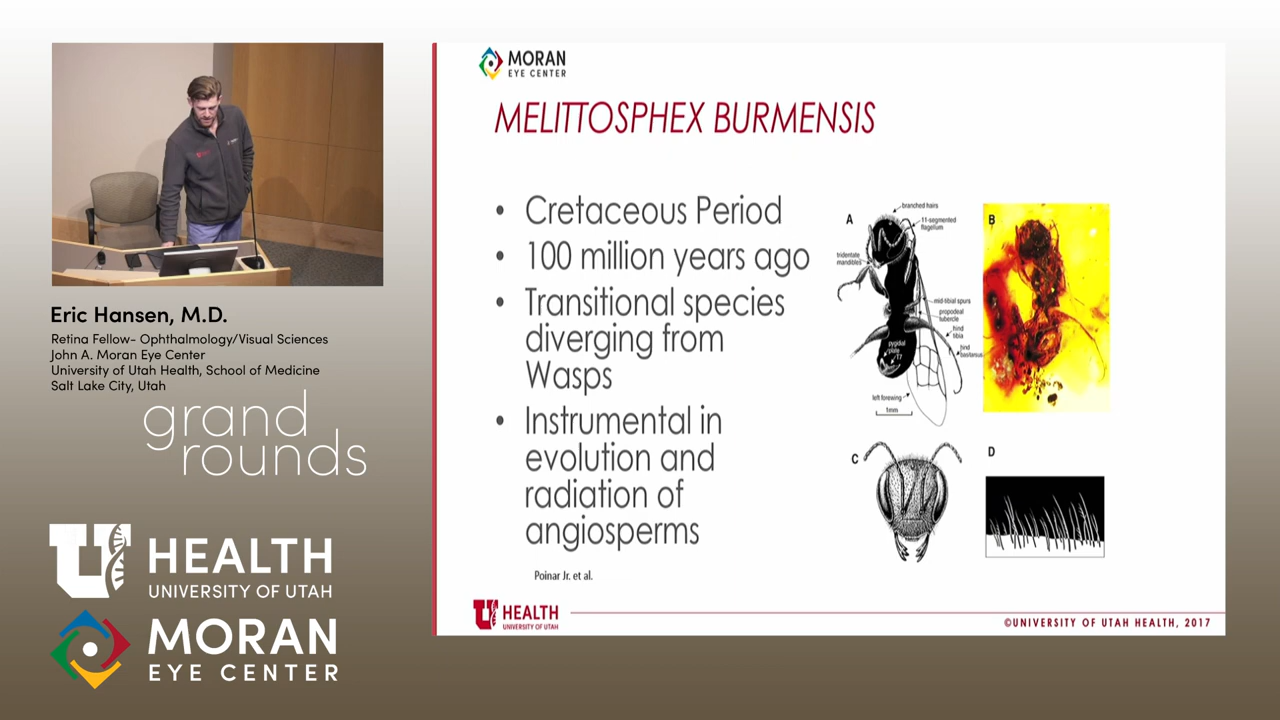 Eric Hansen, M.D.
Retina Fellow- Ophthalmology/Visual Sciences
John A. Moran Eye Center
University of Utah Health, School of Medicine
Salt Lake City, Utah
grand
rounds
U HEALTH
UNIVERSITY OF UTAH
MORAN
EYE CENTER
MORAN
EYE CENTER
MELITTOSPHEX BURMENSIS
• Cretaceous Period
• 100 million years ago
• Transitional species
diverging from
Wasps
• Instrumental in
evolution and
radiation of
angiosperms
Poinar Jr. et al.
A
branched hairs
11-segmented
flagellum
tridentate
mandibles
mid-tibial spurs
propodeal
tubercle
hind
tibia
hind
basitarsus
pygidial
plate
T7
left forewing
1mm
B
C
D
U HEALTH
UNIVERSITY OF UTAH
©UNIVERSITY OF UTAH HEALTH, 2017